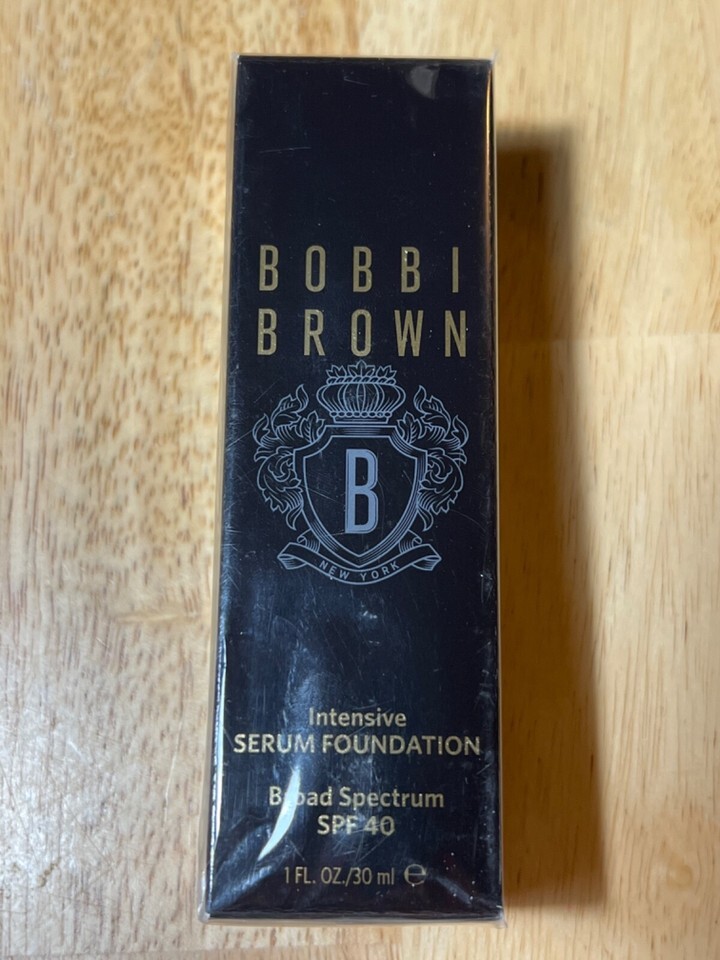 BOBBI
BROWN
B
NEW YORK
Intensive
SERUM FOUNDATION
Broad Spectrum
SPF 40
1 FL. OZ./30 ml ℮